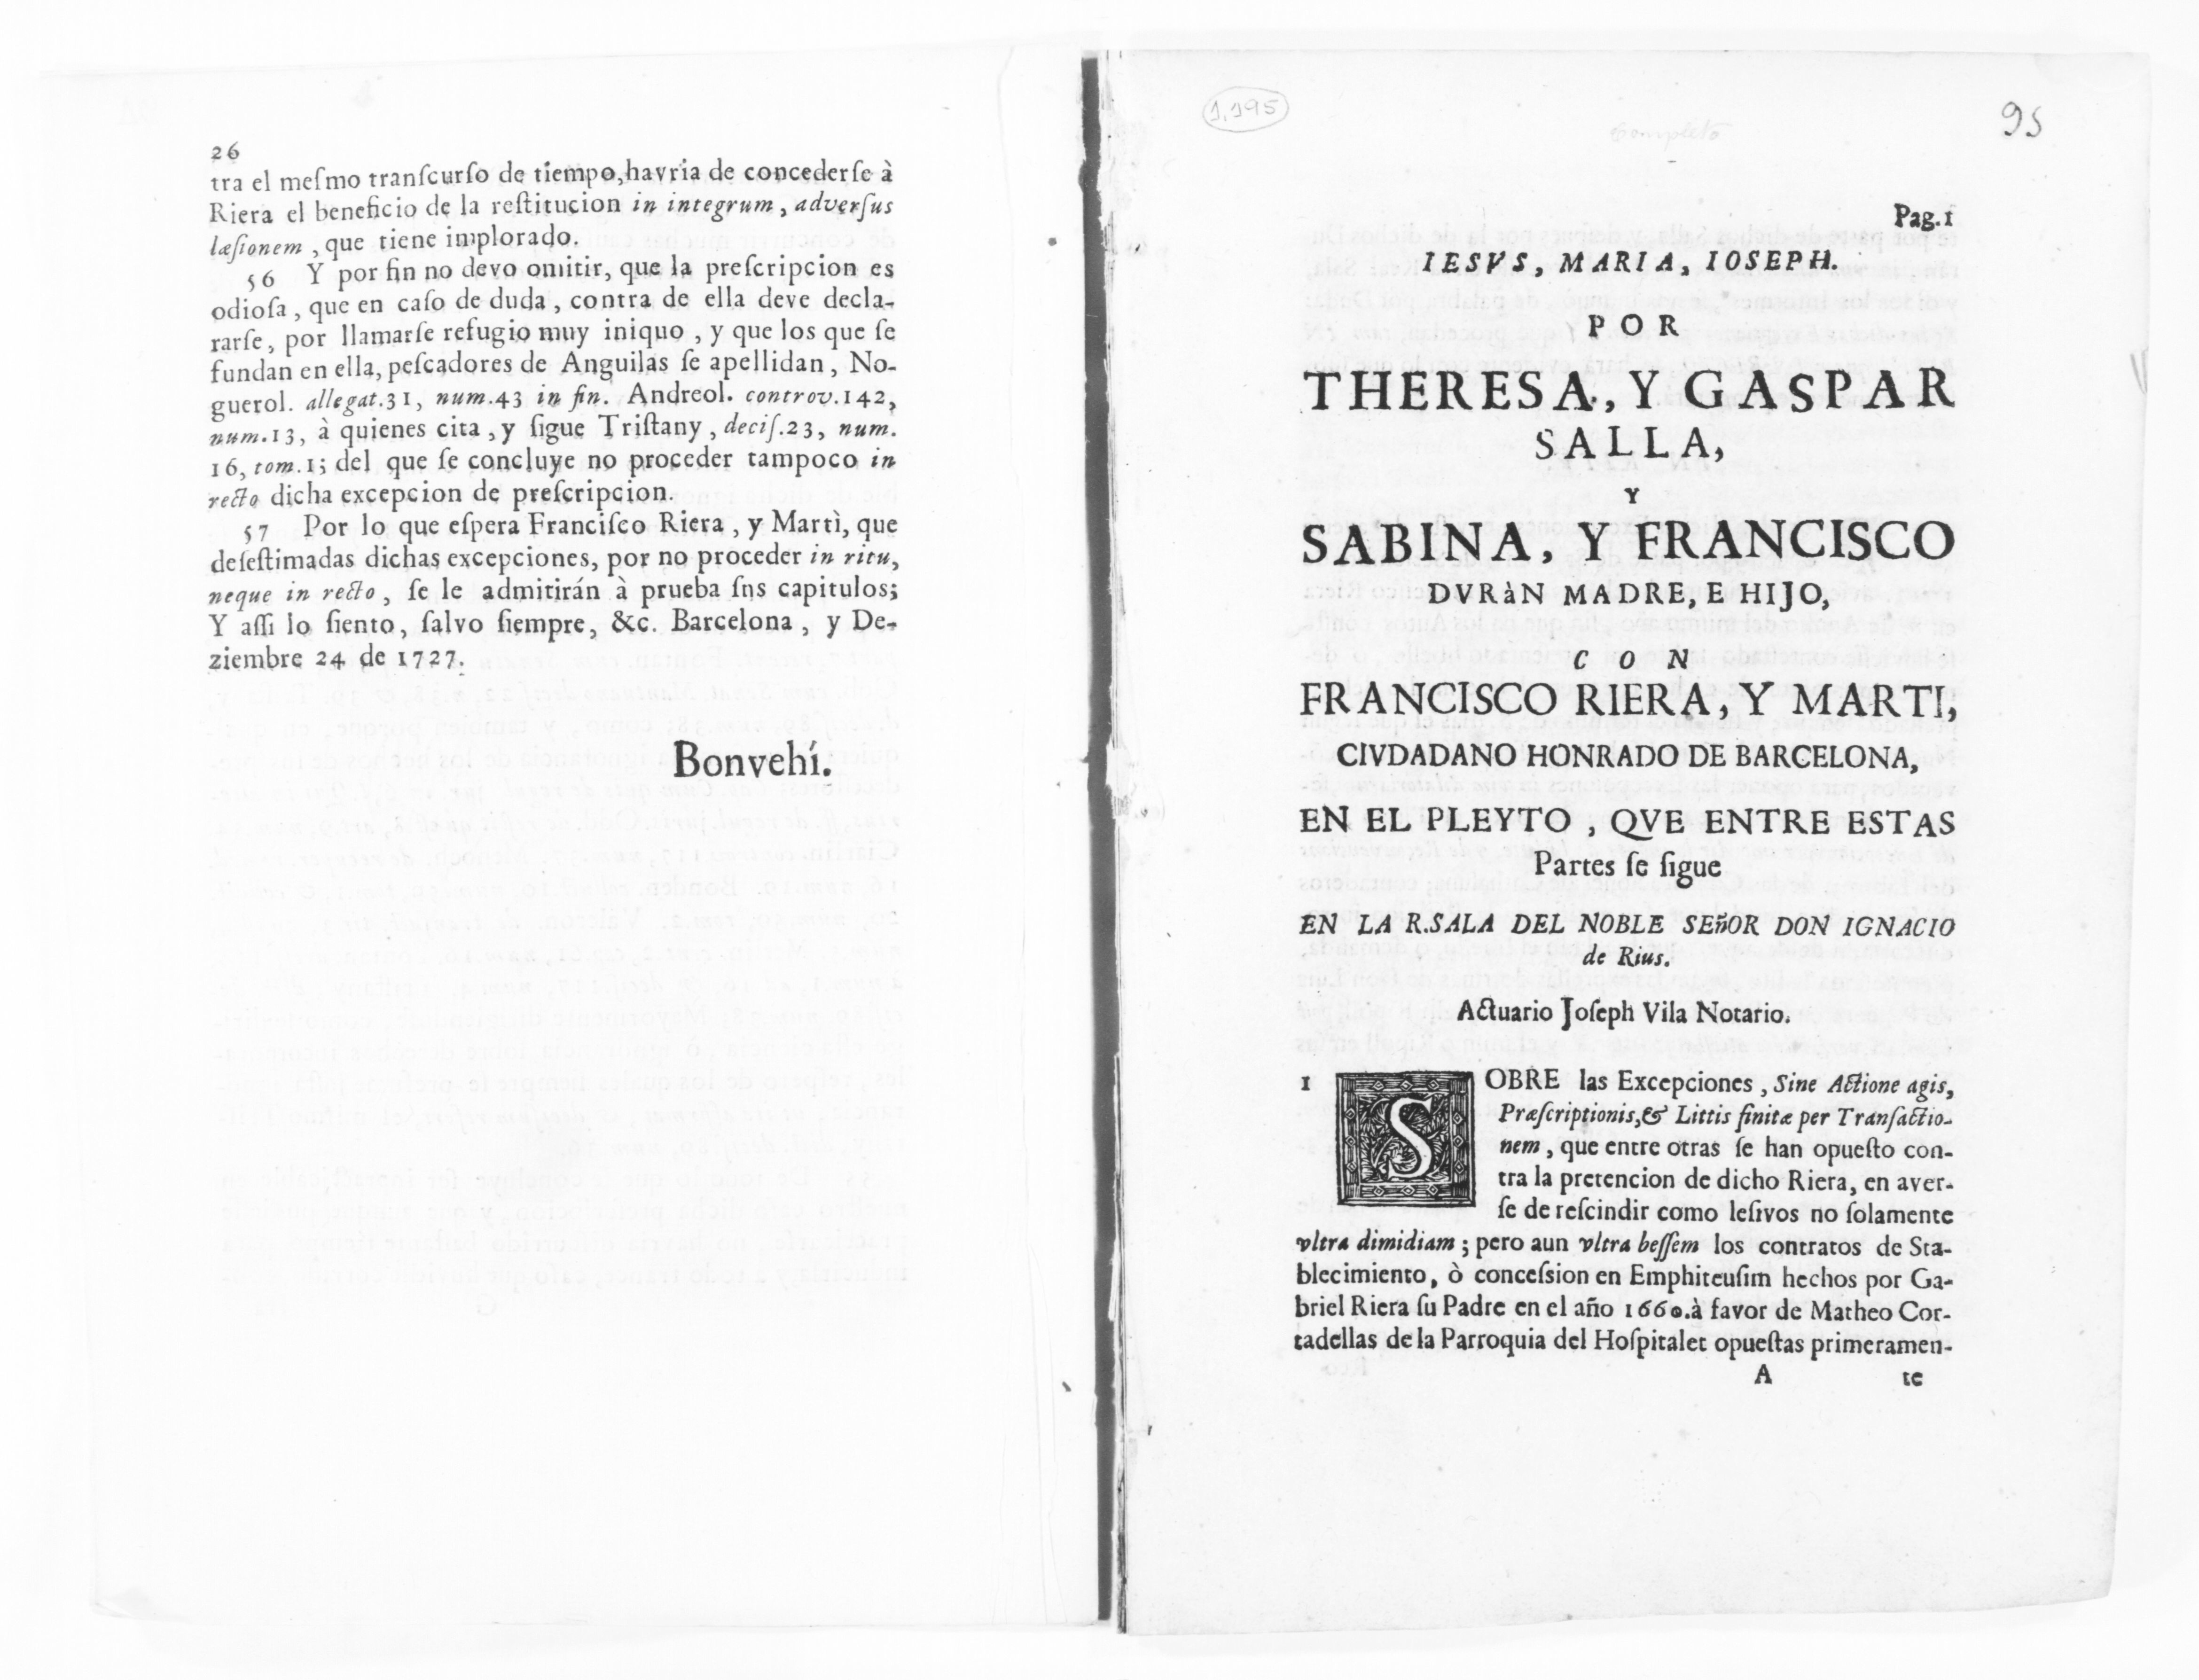 26
tra el meſmo tranſcurſo de tiempo, havria de concederſe à
Riera el beneficio de la reſtitucion in integrum, adverſus
læſionem, que tiene implorado.
56 Y por fin no devo omitir, que la preſcripcion es
odioſa, que en caſo de duda, contra de ella deve decla-
rarſe, por llamarſe refugio muy iniquo, y que los que ſe
fundan en ella, peſcadores de Anguilas ſe apellidan, No-
guerol. allegat.31, num.43 in fin. Andreol. controv.142,
num.13, à quienes cita, y ſigue Triſtany, deciſ.23, num.
16, tom.1; del que ſe concluye no proceder tampoco in
recto dicha excepcion de preſcripcion.
57 Por lo que eſpera Franciſco Riera, y Martì, que
deſeſtimadas dichas excepciones, por no proceder in ritu,
neque in recto, ſe le admitirán à prueba ſns capitulos;
Y aſſi lo ſiento, ſalvo ſiempre, &c. Barcelona, y De-
ziembre 24 de 1727.
Bonvehí.
1,195
completo
95
Pag.1
IESVS, MARIA, IOSEPH.
POR
THERESA, Y GASPAR
SALLA,
Y
SABINA, Y FRANCISCO
DVRàN MADRE, E HIJO,
CON
FRANCISCO RIERA, Y MARTI,
CIVDADANO HONRADO DE BARCELONA,
EN EL PLEYTO, QVE ENTRE ESTAS
Partes ſe ſigue
EN LA R.SALA DEL NOBLE SEñOR DON IGNACIO
de Rius.
Actuario Joſeph Vila Notario.
1 SOBRE las Excepciones, Sine Actione agis,
Præſcriptionis,& Littis finitæ per Tranſactio-
nem, que entre otras ſe han opueſto con-
tra la pretencion de dicho Riera, en aver-
ſe de reſcindir como leſivos no ſolamente
vltra dimidiam; pero aun vltra beſſem los contratos de Sta-
blecimiento, ò conceſsion en Emphiteuſim hechos por Ga-
briel Riera ſu Padre en el año 1660.à favor de Matheo Cor-
tadellas de la Parroquia del Hoſpitalet opueſtas primeramen-
A te